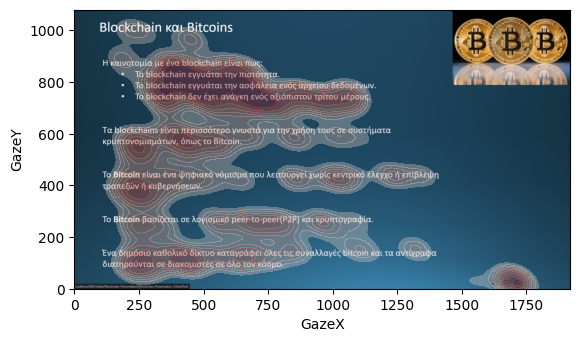 Blockchain και Bitcoins
Η καινοτομία με ένα blockchain είναι πως:
• Το blockchain εγγυάται την πιστότητα.
• Το blockchain εγγυάται την ασφάλεια ενός αρχείου δεδομένων.
• Το blockchain δεν έχει ανάγκη ενός αξιόπιστου τρίτου μέρους.
Τα blockchains είναι περισσότερο γνωστά για την χρήση τους σε συστήματα
κρυπτονομισμάτων, όπως το Bitcoin.
Το Bitcoin είναι ένα ψηφιακό νόμισμα που λειτουργεί χωρίς κεντρικό έλεγχο ή επίβλεψη
τραπεζών ή κυβερνήσεων.
Το Bitcoin βασίζεται σε λογισμικό peer-to-peer(P2P) και κρυπτογραφία.
Ένα δημόσιο καθολικό δίκτυο καταγράφει όλες τις συναλλαγές bitcoin και τα αντίγραφα
διατηρούνται σε διακομιστές σε όλο τον κόσμο.
GazeY
1000
800
600
400
200
0
0 250 500 750 1000 1250 1500 1750
GazeX